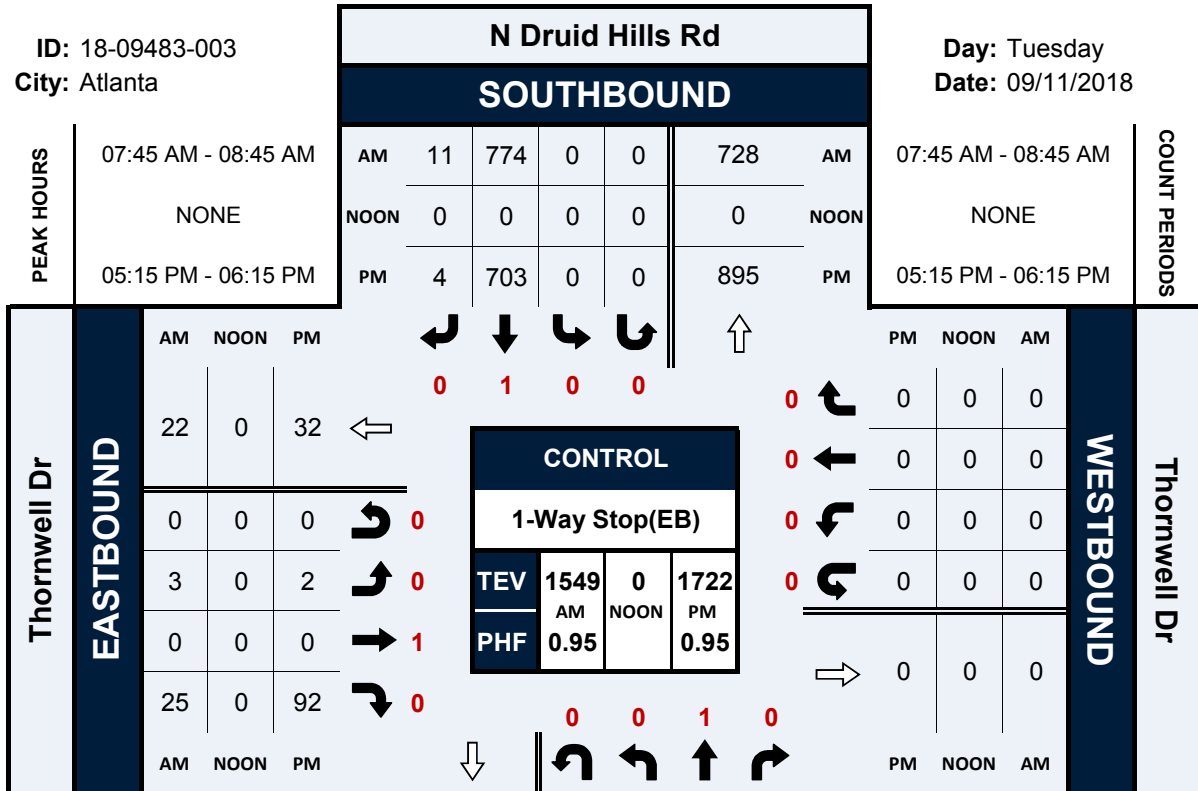 ID: 18-09483-003
City: Atlanta
N Druid Hills Rd
SOUTHBOUND
Day: Tuesday
Date: 09/11/2018
PEAK HOURS
07:45 AM - 08:45 AM
NONE
05:15 PM - 06:15 PM
AM 11 774 0 0 728 AM
NOON 0 0 0 0 0 NOON
PM 4 703 0 0 895 PM
07:45 AM - 08:45 AM
NONE
05:15 PM - 06:15 PM
COUNT PERIODS
0 1 0 0
Thornwell Dr
EASTBOUND
AM NOON PM
22 0 32
0 0 0 0
3 0 2 0
0 0 0 1
25 0 92 0
AM NOON PM
CONTROL
1-Way Stop(EB)
TEV 1549 0 1722
AM NOON PM
PHF 0.95 0.95
0 0 1 0
PM NOON AM
0 0 0 0
0 0 0 0
0 0 0 0
0 0 0 0
0 0 0
PM NOON AM
WESTBOUND
Thornwell Dr